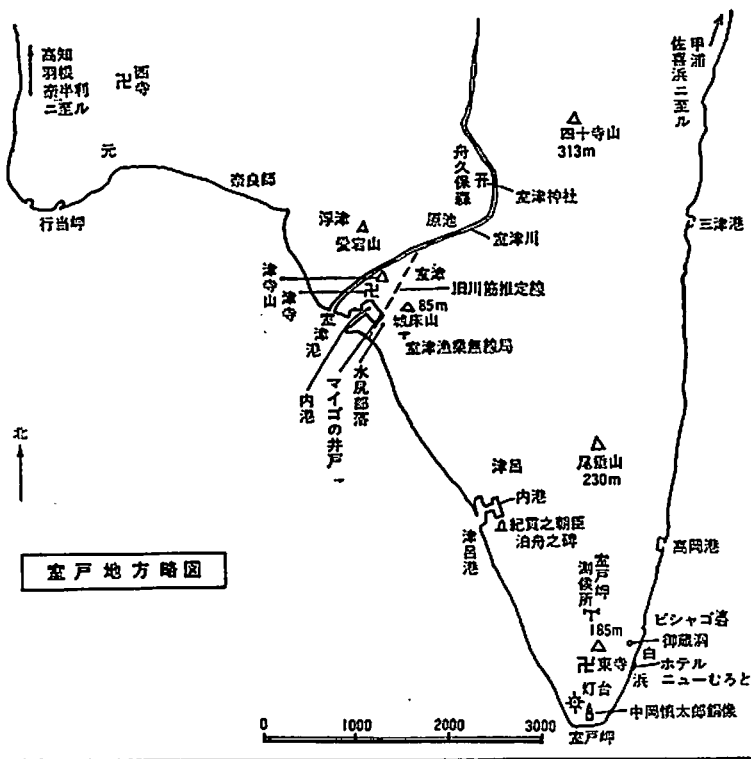 高知
羽根
奈半利
ニ至ル
西寺
元
行当岬
奈良師
浮津
愛宕山
舟久保森
原池
室津神社
室津川
室津
旧川筋推定線
津寺山
津寺
室津港
85m
城床山
室津漁業無線局
内港
マイゴの井戸
水尻部落
四十寺山
313m
甲浦
佐喜浜ニ至ル
三津港
北
津呂
内港
紀貫之朝臣
泊舟之碑
津呂港
230m
高岡港
室戸地方略図
室戸岬
測候所
185m
東寺
ビシャゴ岩
御蔵洞
白浜
ホテル
ニューむろと
灯台
中岡慎太郎銅像
室戸岬
0 1000 2000 3000